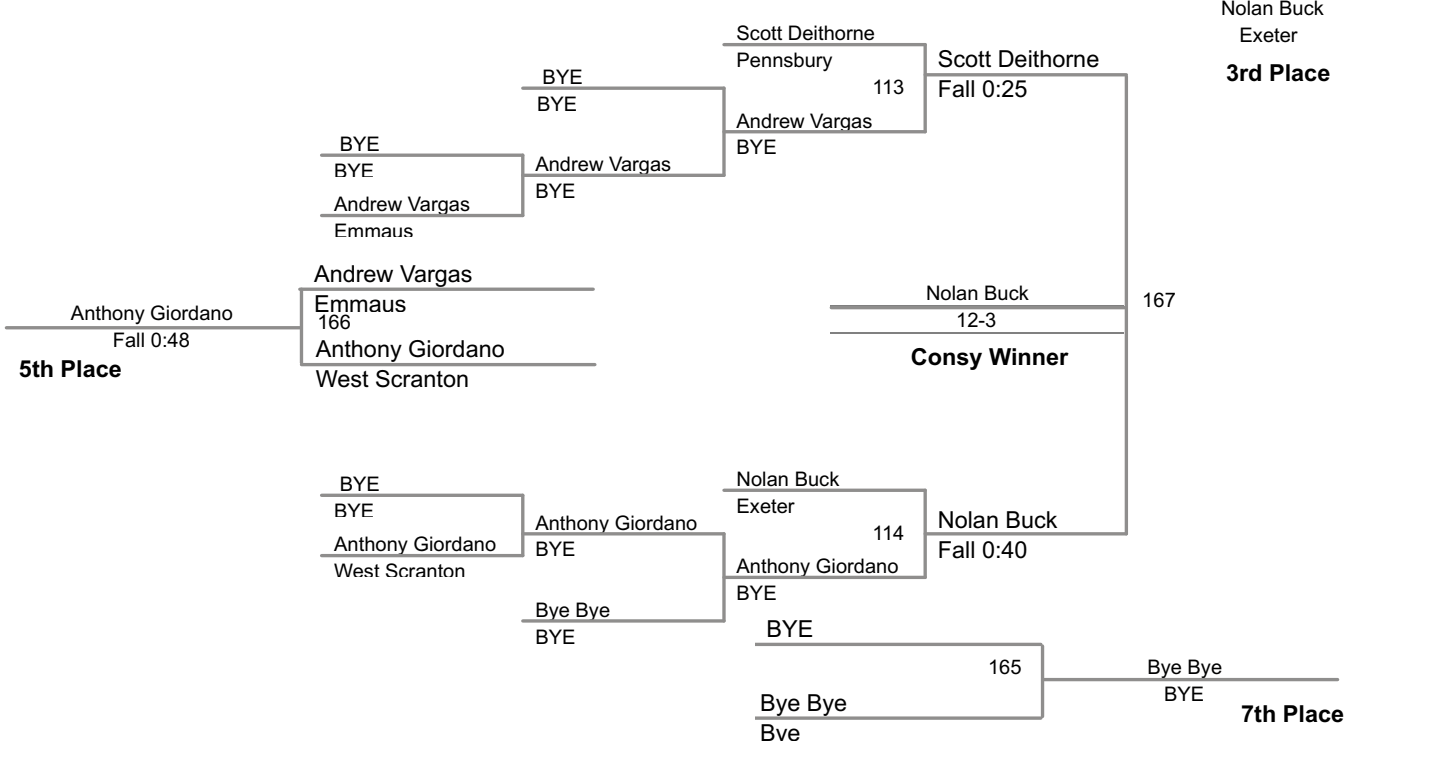 Nolan Buck
Exeter
3rd Place
Scott Deithorne
Pennsbury
113
Scott Deithorne
Fall 0:25
BYE
BYE
Andrew Vargas
BYE
BYE
BYE
Andrew Vargas
BYE
Andrew Vargas
Emmaus
Andrew Vargas
Emmaus
166
Anthony Giordano
West Scranton
Anthony Giordano
Fall 0:48
5th Place
Nolan Buck
12-3
Consy Winner
167
BYE
BYE
Anthony Giordano
West Scranton
Anthony Giordano
BYE
Bye Bye
BYE
Nolan Buck
Exeter
114
Anthony Giordano
BYE
Nolan Buck
Fall 0:40
BYE
165
Bye Bye
Bye
Bye Bye
BYE
7th Place